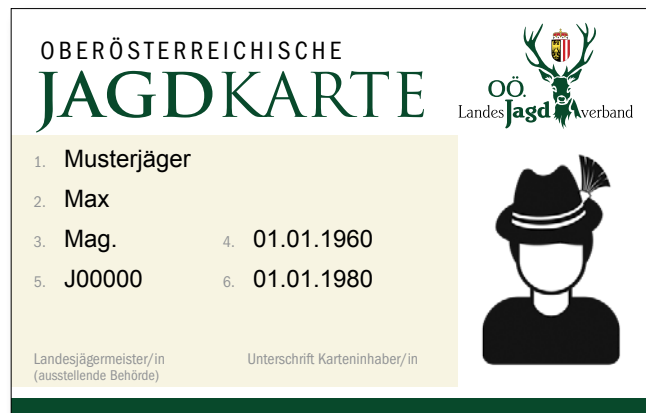 OBERÖSTERREICHISCHE
JAGDKARTE
OÖ.
Landes Jagd verband
1. Musterjäger
2. Max
3. Mag. 4. 01.01.1960
5. J00000 6. 01.01.1980
Landesjägermeister/in Unterschrift Karteninhaber/in
(ausstellende Behörde)